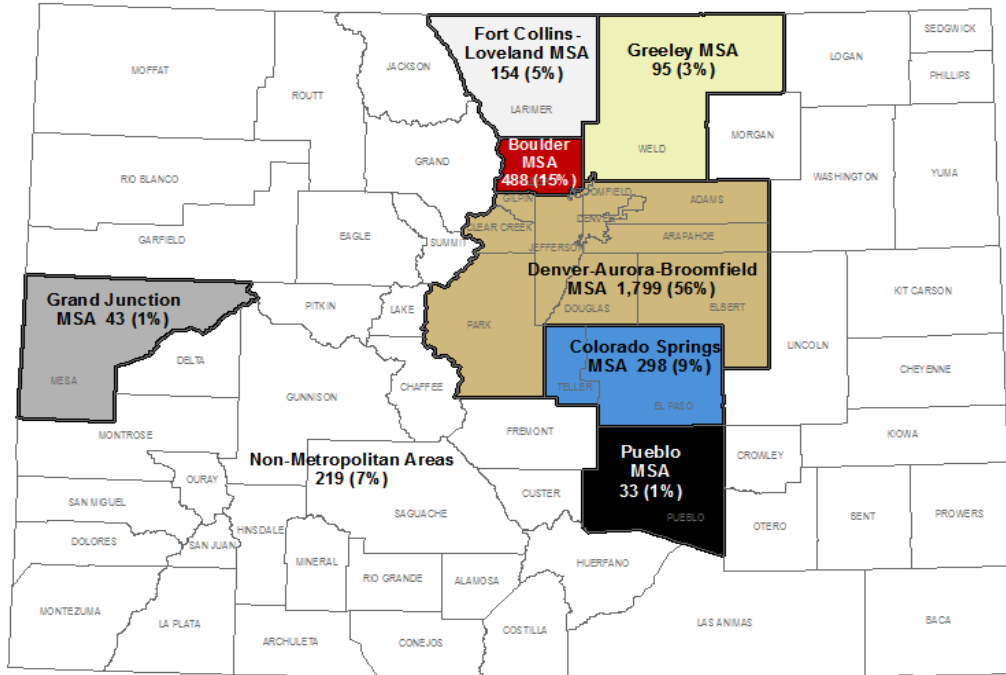 Fort Collins -
Loveland MSA
154 (5%)
Greeley MSA
95 (3%)
SEDGWICK
LOGAN
MOFFAT
JACKSON
PHILLIPS
ROUTT
LARIMER
MORGAN
Boulder
MSA
488 (15%)
WELD
GRAND
RIO BLANCO
WASHINGTON
YUMA
GILPIN
BROOMFIELD
ADAMS
DENVER
CLEAR CREEK
EAGLE
SUMMIT
JEFFERSON
ARAPAHOE
GARFIELD
Denver-Aurora-Broomfield
MSA 1,799 (56%)
KIT CARSON
Grand Junction
MSA 43 (1%)
PITKIN
LAKE
DOUGLAS
ELBERT
PARK
LINCOLN
Colorado Springs
MSA 298 (9%)
DELTA
CHEYENNE
MESA
GUNNISON
CHAFFEE
TELLER
EL PASO
MONTROSE
FREMONT
KIOWA
Pueblo
MSA
33 (1%)
CROWLEY
Non-Metropolitan Areas
219 (7%)
OURAY
CUSTER
SAN MIGUEL
SAGUACHE
PUEBLO
BENT
PROWERS
HINSDALE
OTERO
DOLORES
SAN JUAN
MINERAL
HUERFANO
RIO GRANDE
ALAMOSA
MONTEZUMA
LA PLATA
COSTILLA
LAS ANIMAS
BACA
ARCHULETA
CONEJOS